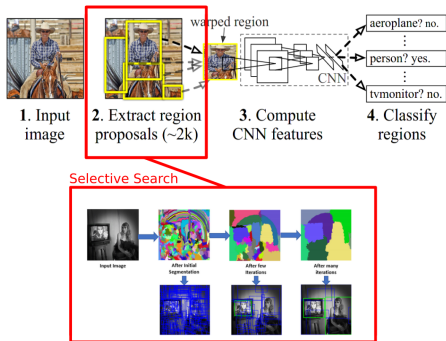 warped region
aeroplane? no.
person? yes.
tvmonitor? no.
CNN
1. Input
image
2. Extract region
proposals (~2k)
3. Compute
CNN features
4. Classify
regions
Selective Search
Input Image
After Initial
Segmentation
After few
Iterations
After many
Iterations